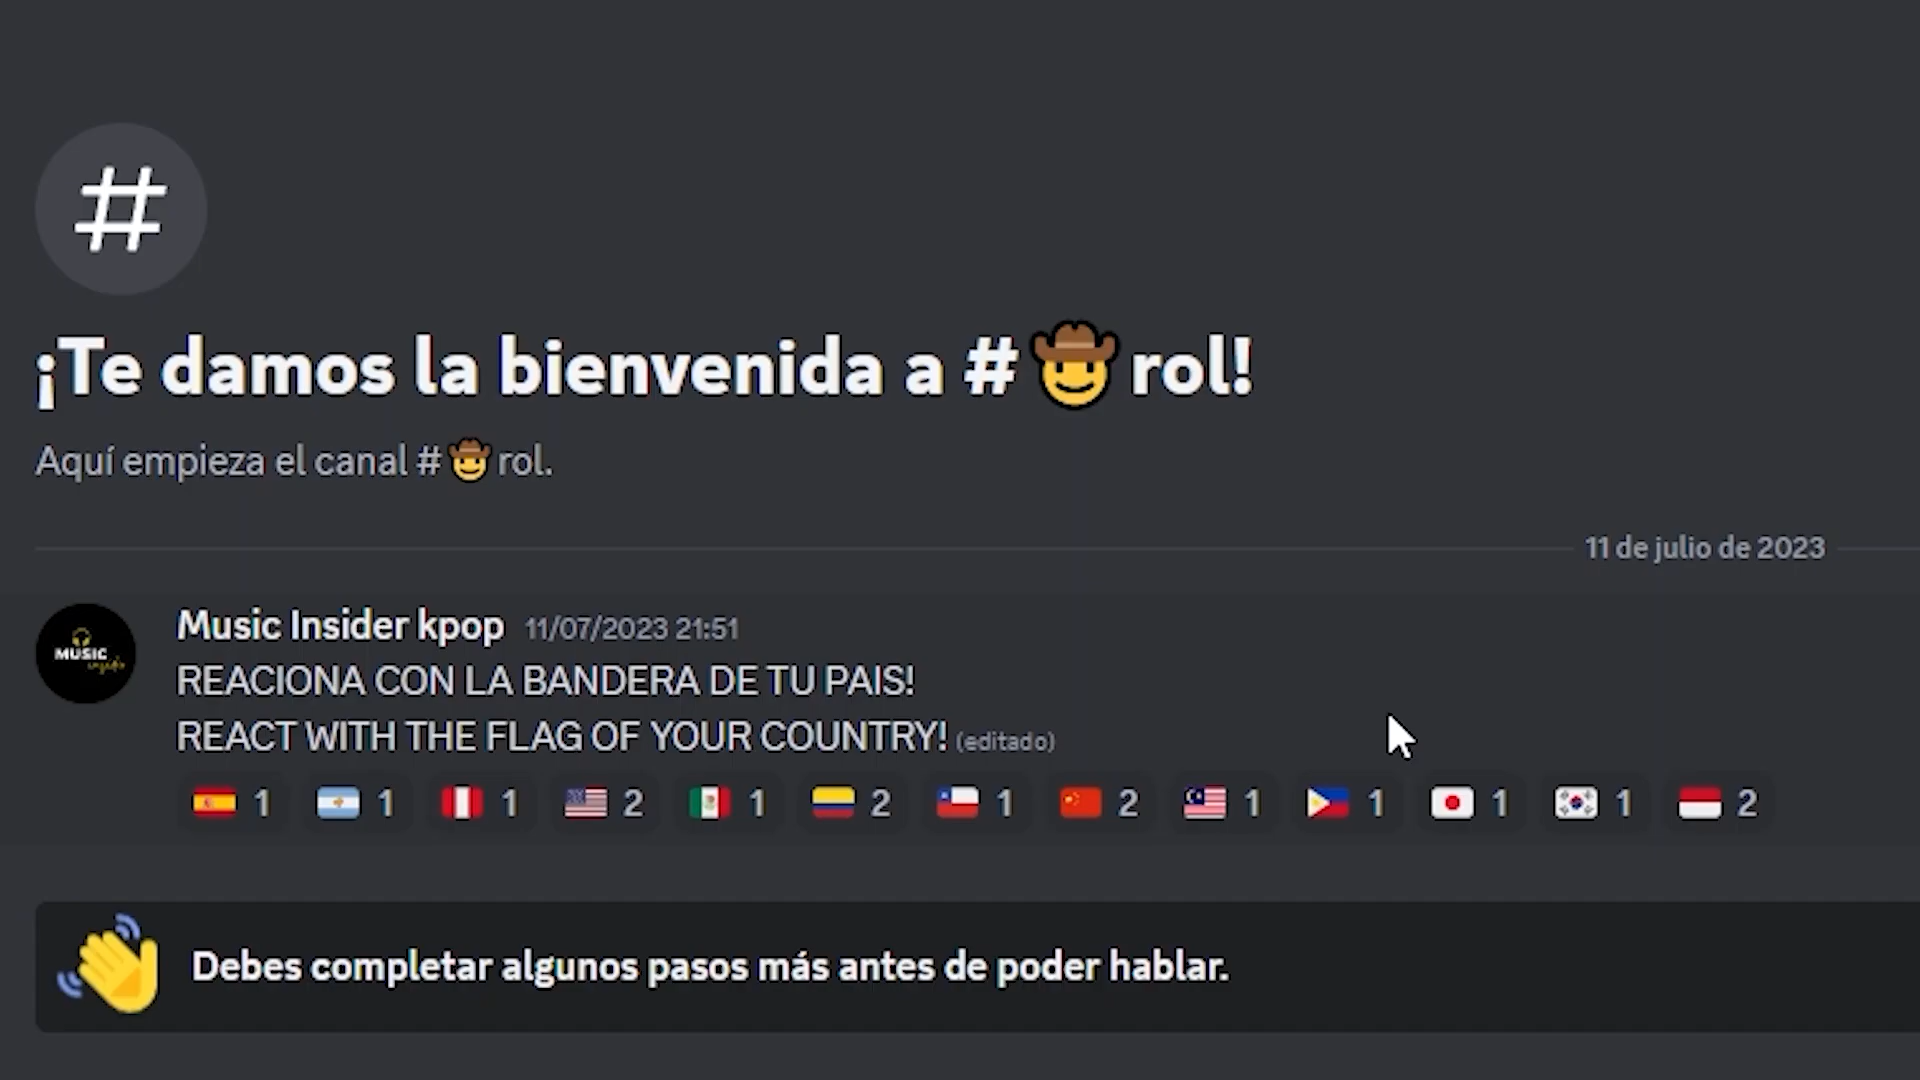 #
¡Te damos la bienvenida a #🤠rol!
Aquí empieza el canal #🤠rol.
11 de julio de 2023
MUSIC
Music Insider kpop 11/07/2023 21:51
REACIONA CON LA BANDERA DE TU PAIS!
REACT WITH THE FLAG OF YOUR COUNTRY! (editado)
1 1 1 2 1 2 1 2 1 1 1 1 2
Debes completar algunos pasos más antes de poder hablar.